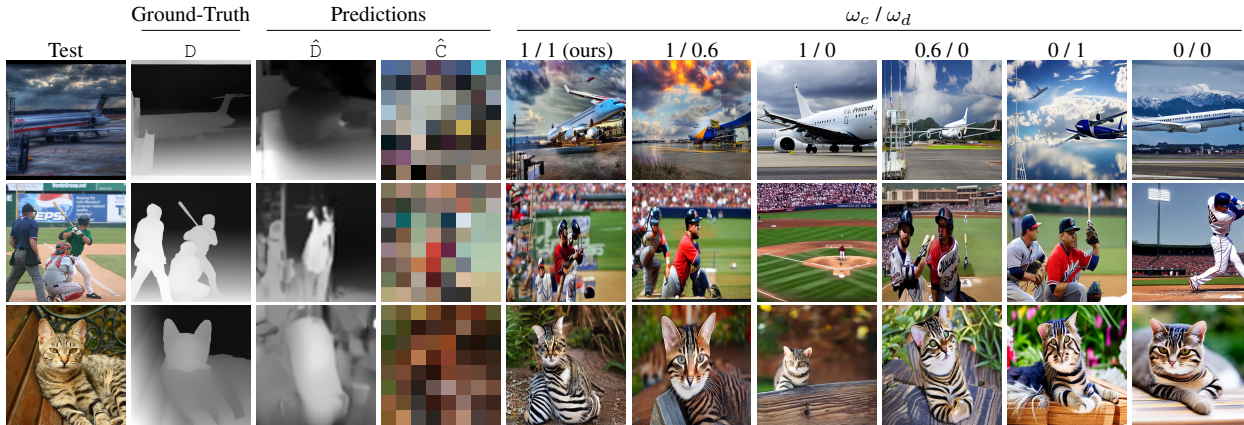 Ground-Truth Predictions ω_c / ω_d
Test D D̂ Ĉ 1 / 1 (ours) 1 / 0.6 1 / 0 0.6 / 0 0 / 1 0 / 0
PEPSI